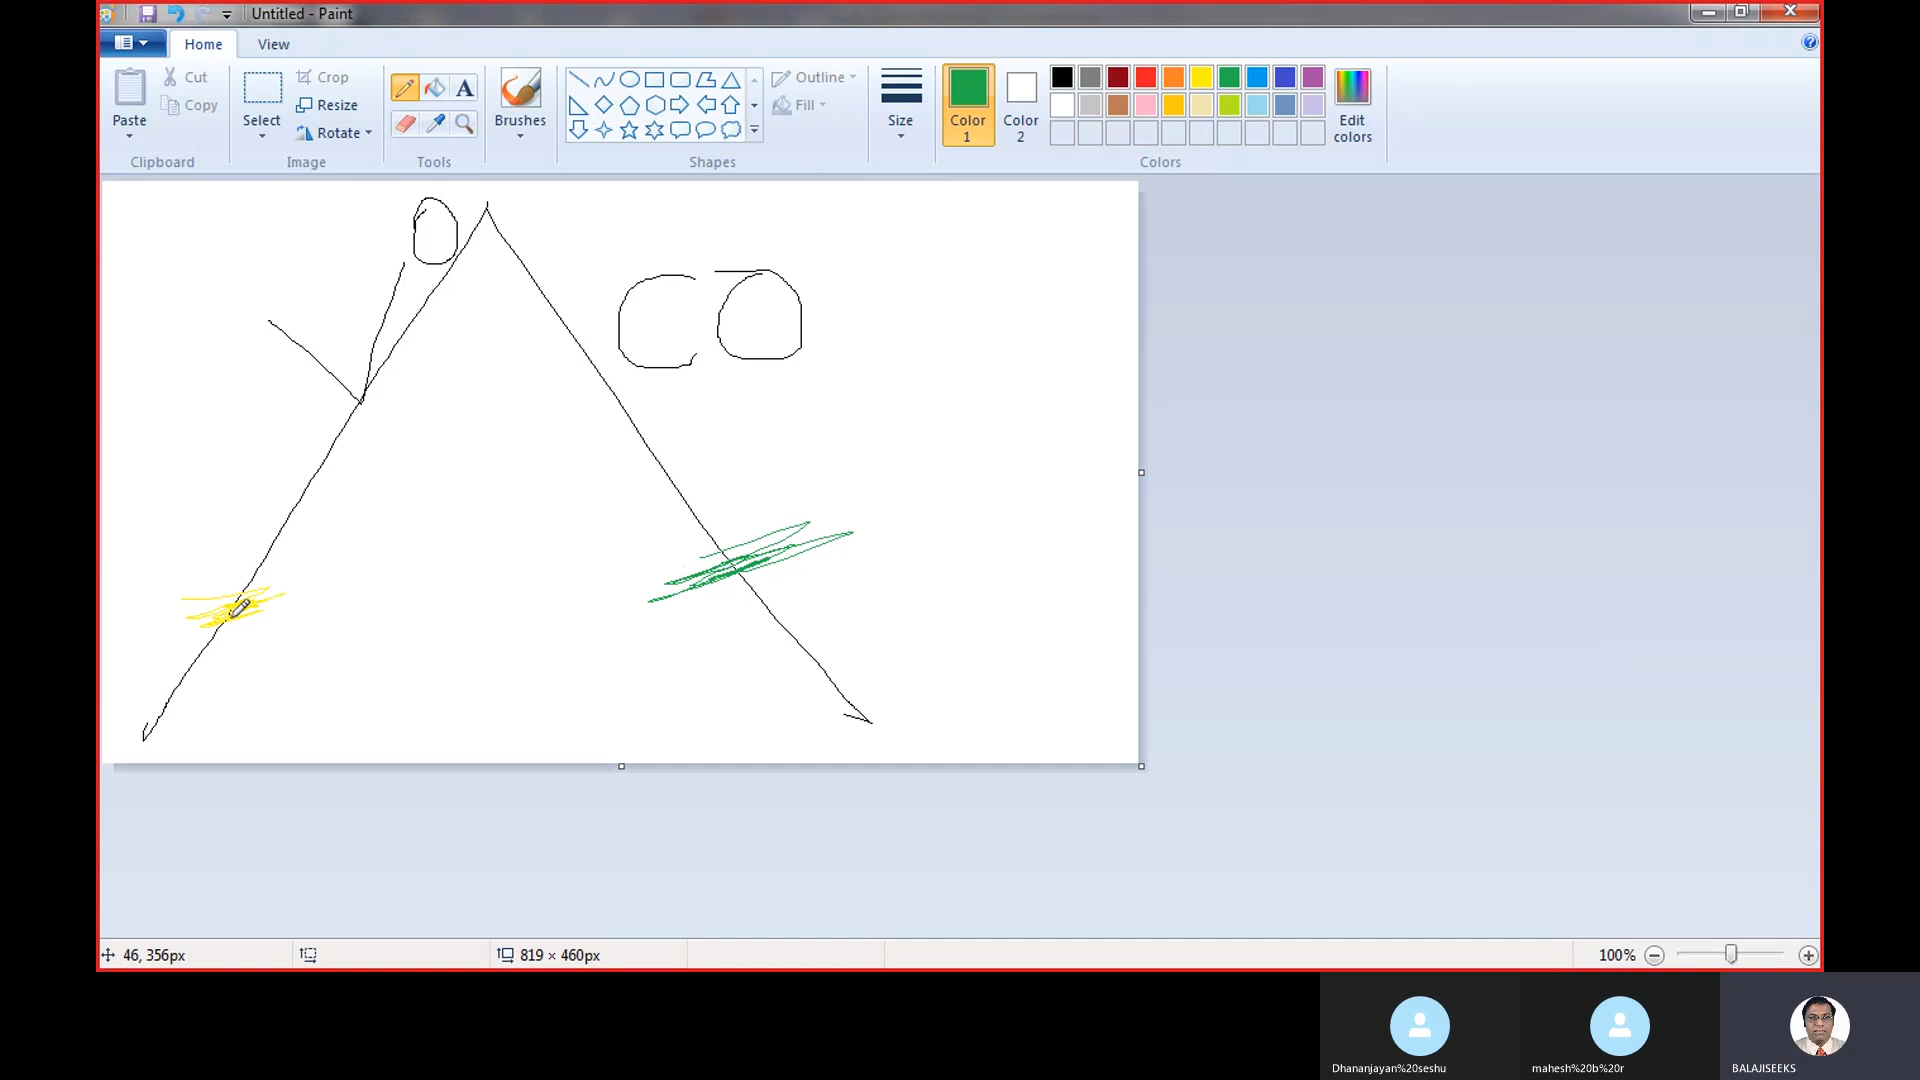 Untitled - Paint
Home View
Paste
Cut
Copy
Clipboard
Select
Crop
Resize
Rotate
Image
A
Tools
Brushes
Shapes
Outline
Fill
Size
Color 1
Color 2
Edit colors
Colors
46, 356px
819 × 460px
100%
Dhananjayan%20seshu
mahesh%20b%20r
BALAJISEEKS